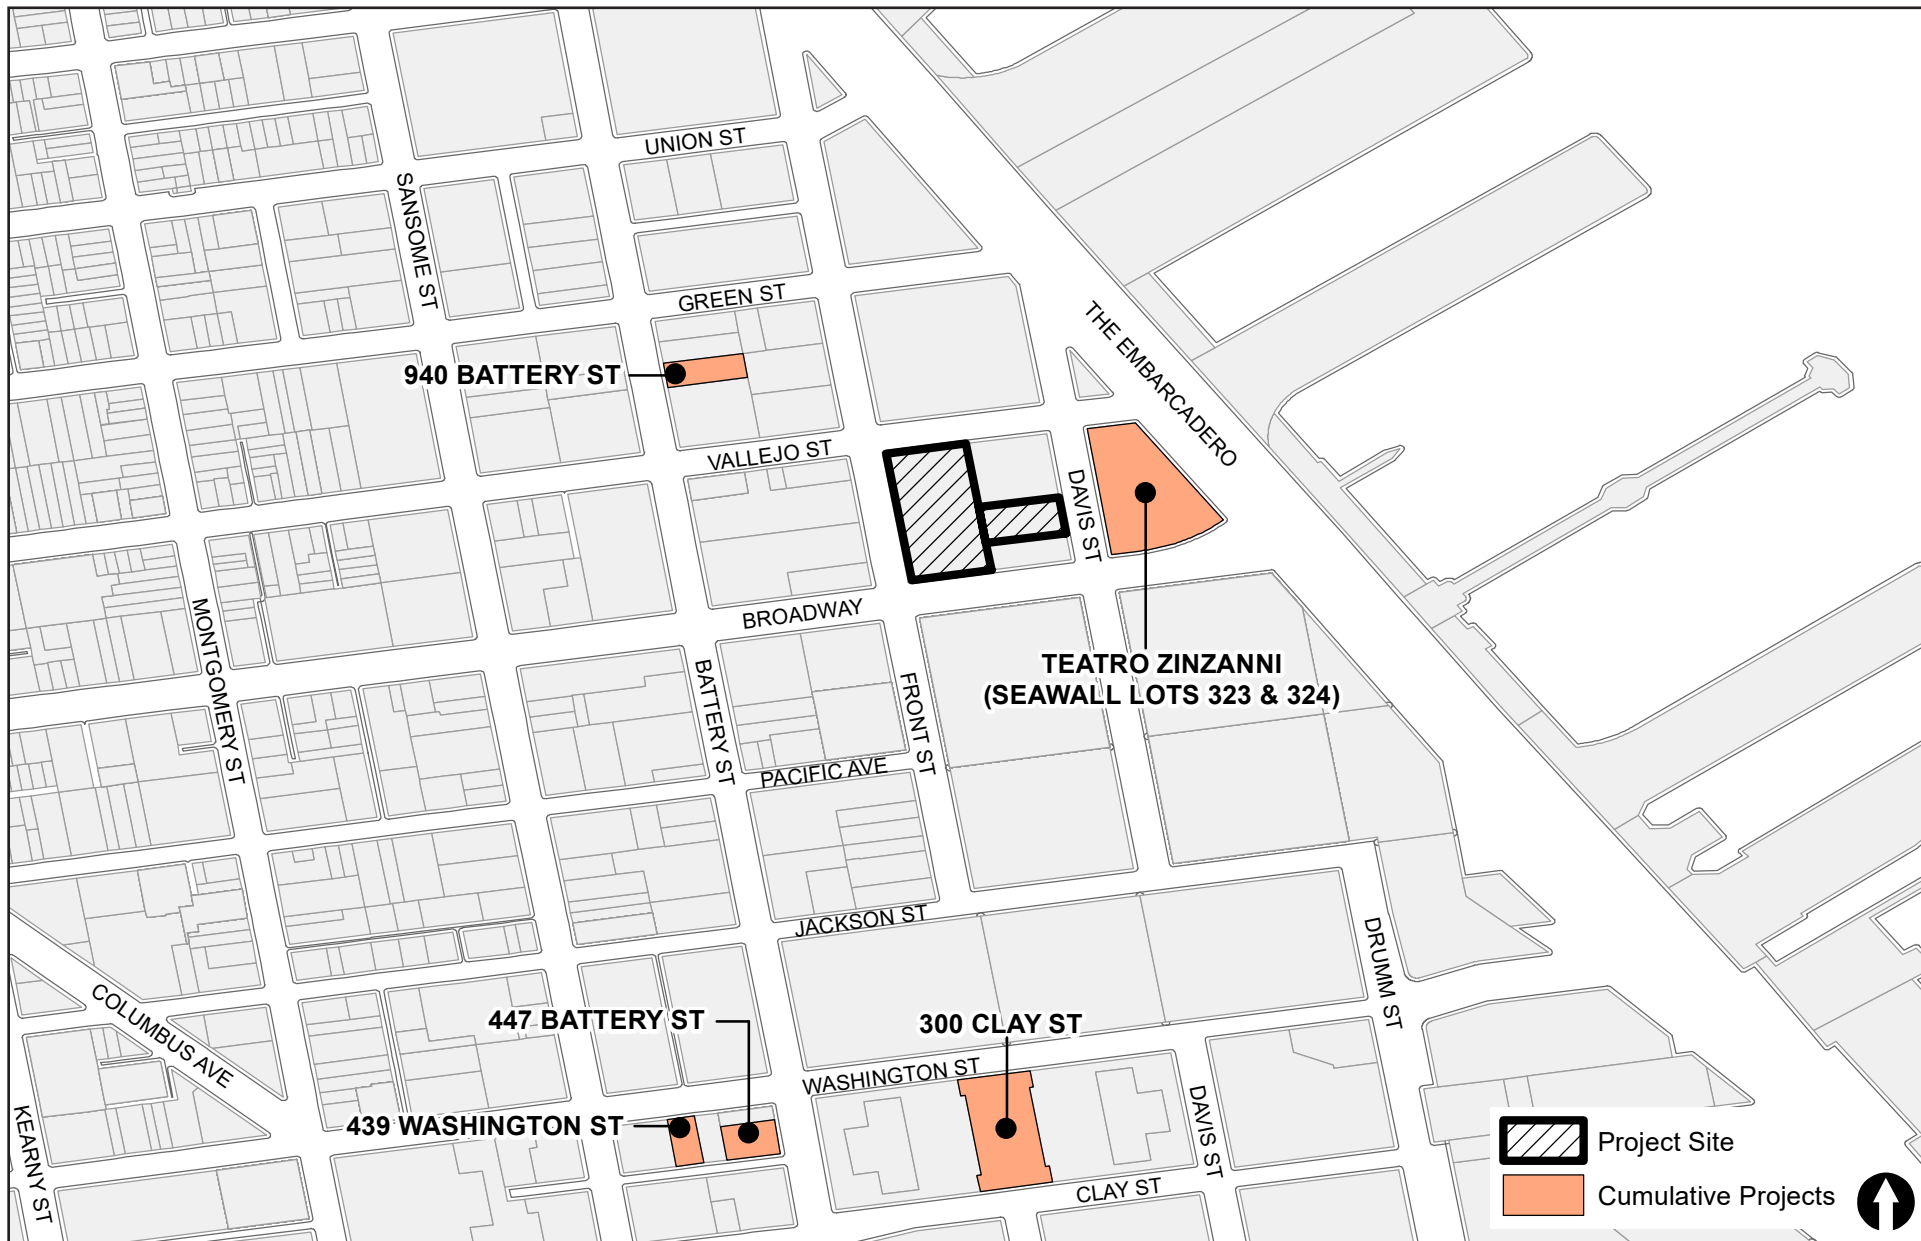 UNION ST
SANSOME ST
GREEN ST
THE EMBARCADERO
940 BATTERY ST
VALLEJO ST
DAVIS ST
BROADWAY
MONTGOMERY ST
BATTERY ST
FRONT ST
TEATRO ZINZANNI
(SEAWALL LOTS 323 & 324)
PACIFIC AVE
JACKSON ST
DRUMM ST
COLUMBUS AVE
447 BATTERY ST
300 CLAY ST
WASHINGTON ST
KEARNY ST
439 WASHINGTON ST
DAVIS ST
CLAY ST
Project Site
Cumulative Projects